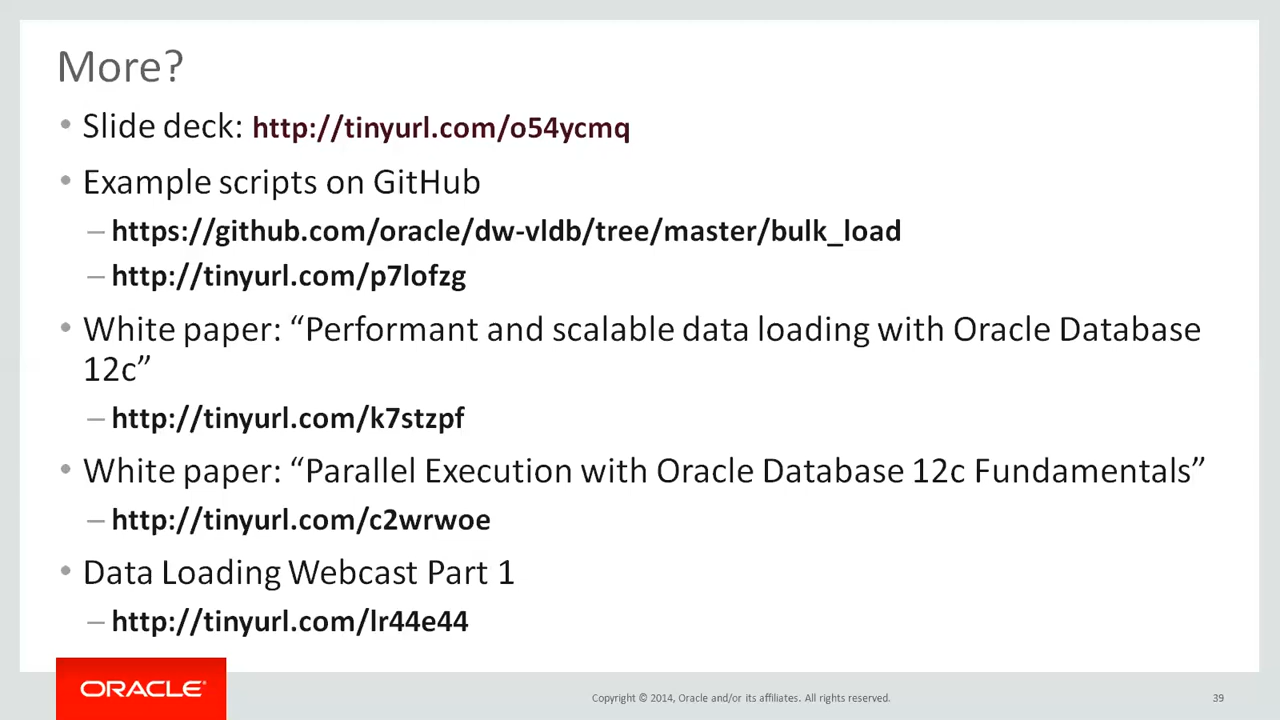 More?
• Slide deck: http://tinyurl.com/o54ycmq
• Example scripts on GitHub
– https://github.com/oracle/dw-vldb/tree/master/bulk_load
– http://tinyurl.com/p7lofzg
• White paper: “Performant and scalable data loading with Oracle Database
12c”
– http://tinyurl.com/k7stzpf
• White paper: “Parallel Execution with Oracle Database 12c Fundamentals”
– http://tinyurl.com/c2wrwoe
• Data Loading Webcast Part 1
– http://tinyurl.com/lr44e44
ORACLE®
Copyright © 2014, Oracle and/or its affiliates. All rights reserved.
39